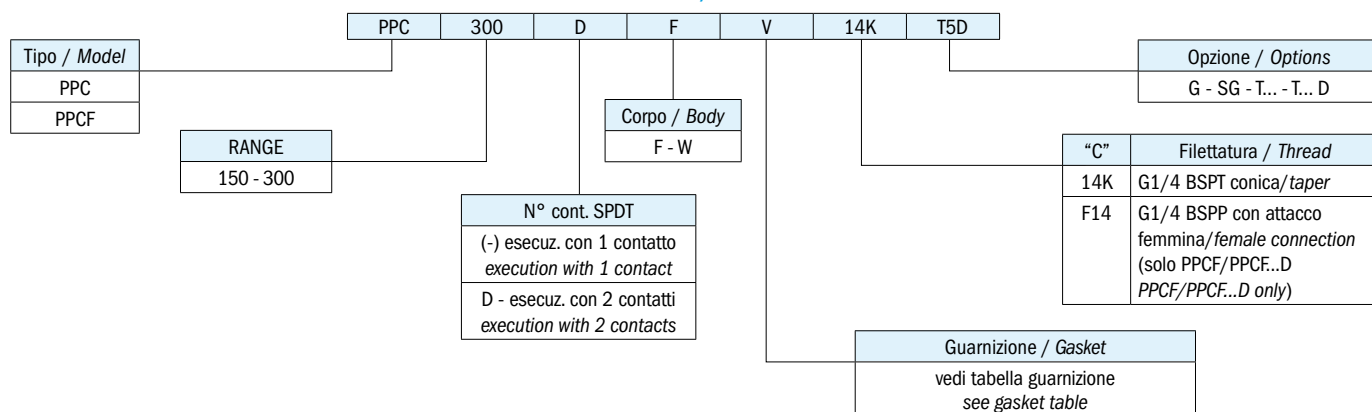 PPC 300 D F V 14K T5D
Tipo / Model
PPC
PPCF
RANGE
150 - 300
N° cont. SPDT
(-) esecuz. con 1 contatto
execution with 1 contact
D - esecuz. con 2 contatti
execution with 2 contacts
Corpo / Body
F - W
Guarnizione / Gasket
vedi tabella guarnizione
see gasket table
"C" Filettatura / Thread
14K G1/4 BSPT conica/taper
F14 G1/4 BSPP con attacco
femmina/female connection
(solo PPCF/PPCF...D
PPCF/PPCF...D only)
Opzione / Options
G - SG - T... - T... D